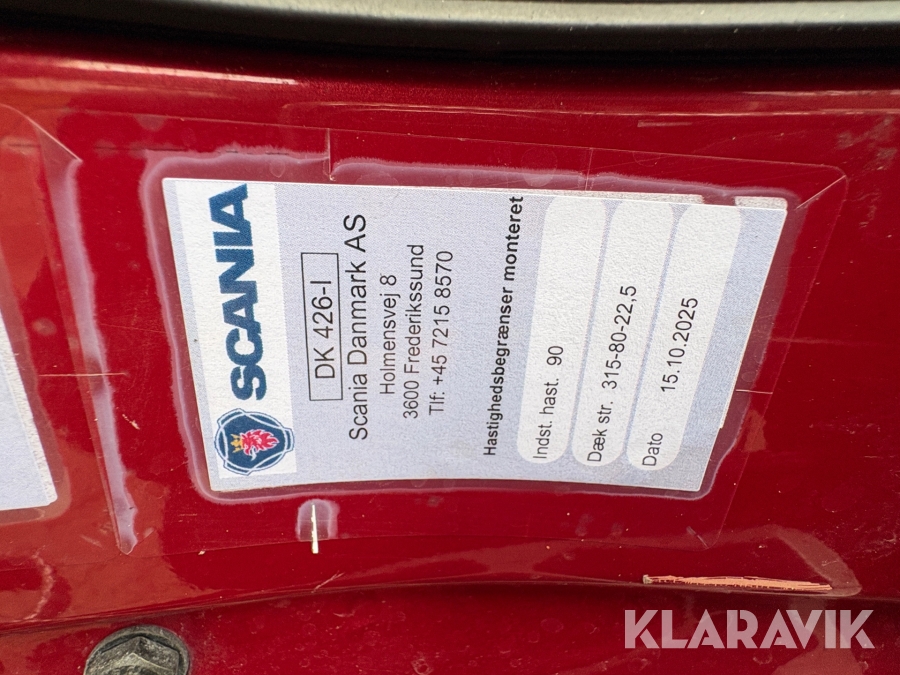 SCANIA
DK 426-I
Scania Danmark AS
Holmensvej 8
3600 Frederikssund
Tlf: +45 7215 8570
Hastighedsbegrænser monteret
Indst. hast. 90
Dæk str. 315-80-22,5
Dato 15.10.2025
KLARAVIK